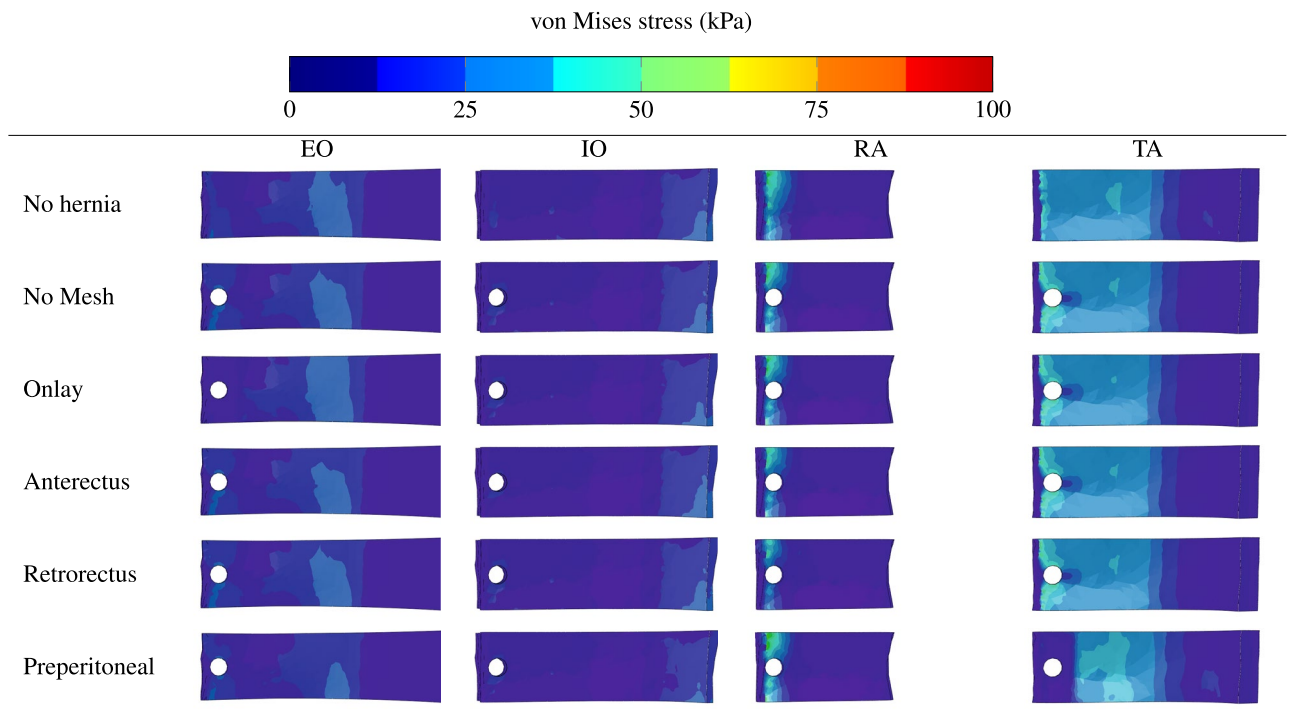 von Mises stress (kPa)
0 25 50 75 100
EO IO RA TA
No hernia
No Mesh
Onlay
Anterectus
Retrorectus
Preperitoneal